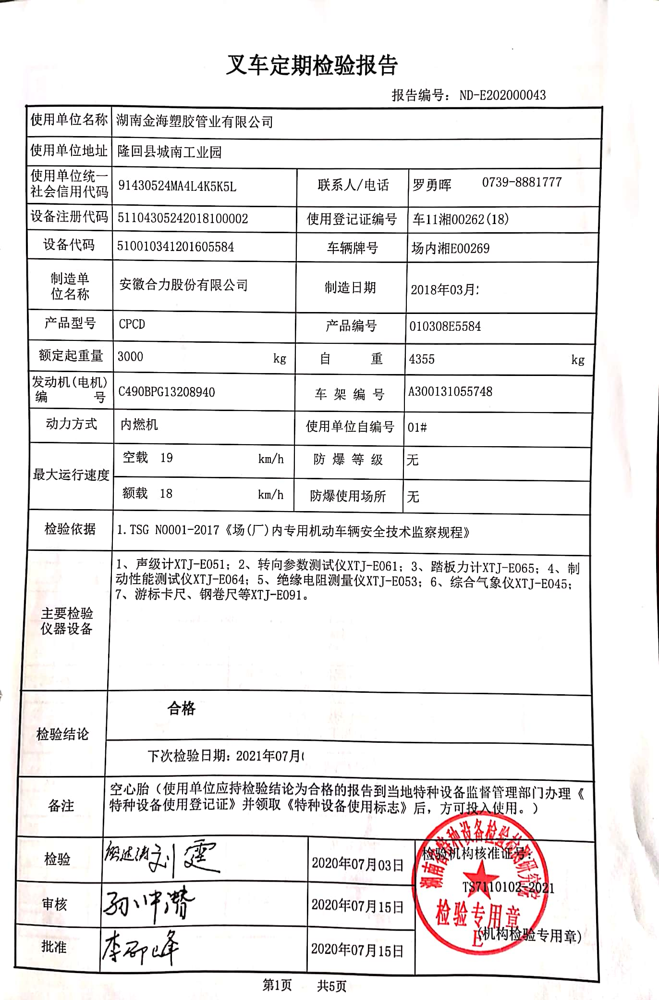 叉车定期检验报告
报告编号： ND-E202000043
使用单位名称 湖南金海塑胶管业有限公司
使用单位地址 隆回县城南工业园
使用单位统一社会信用代码 91430524MA4L4K5K5L 联系人/电话 罗勇晖 0739-8881777
设备注册代码 51104305242018100002 使用登记证编号 车11湘00262(18)
设备代码 510010341201605584 车辆牌号 场内湘E00269
制造单位名称 安徽合力股份有限公司 制造日期 2018年03月
产品型号 CPCD 产品编号 010308E5584
额定起重量 3000 kg 自 重 4355 kg
发动机(电机)编 号 C490BPG13208940 车 架 编 号 A300131055748
动力方式 内燃机 使用单位自编号 01#
最大运行速度 空载 19 km/h 防 爆 等 级 无
额载 18 km/h 防爆使用场所 无
检验依据 1.TSG N0001-2017《场(厂)内专用机动车辆安全技术监察规程》
主要检验仪器设备
1、声级计XTJ-E051；2、转向参数测试仪XTJ-E061；3、踏板力计XTJ-E065；4、制
动性能测试仪XTJ-E064；5、绝缘电阻测量仪XTJ-E053；6、综合气象仪XTJ-E045；
7、游标卡尺、钢卷尺等XTJ-E091。
检验结论 合格
下次检验日期：2021年07月
备注
空心胎（使用单位应持检验结论为合格的报告到当地特种设备监督管理部门办理《
特种设备使用登记证》并领取《特种设备使用标志》后，方可投入使用。）
检验 刘霆 2020年07月03日 检验机构核准证号：
TS7110102-2021
审核 2020年07月15日
批准 李邵峰 2020年07月15日
(机构检验专用章)
湖南省特种设备检验检测研究院
检验专用章
E
第1页 共5页